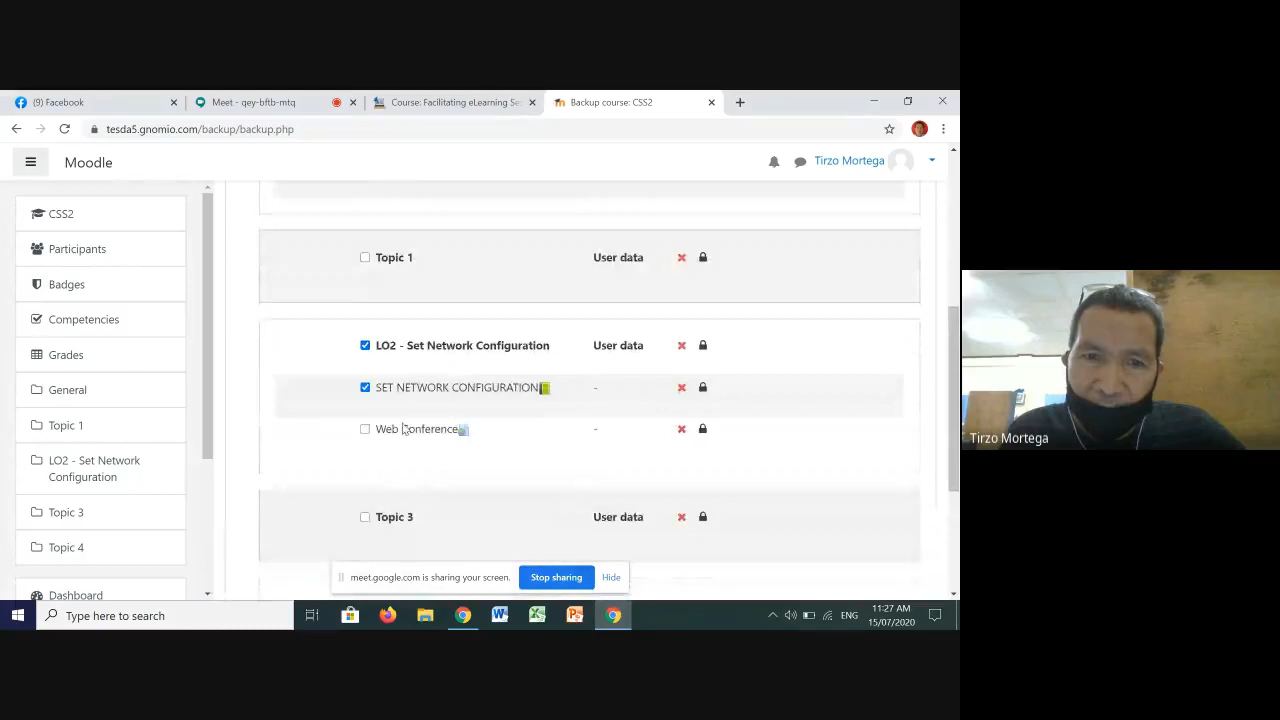 (9) Facebook
Meet - qey-bftb-mtq
Course: Facilitating eLearning Se
Backup course: CSS2
tesda5.gnomio.com/backup/backup.php
Moodle
Tirzo Mortega
CSS2
Participants
Badges
Competencies
Grades
General
Topic 1
LO2 - Set Network
Configuration
Topic 3
Topic 4
Dashboard
Topic 1
User data
LO2 - Set Network Configuration
User data
SET NETWORK CONFIGURATION
-
Web Conference
-
Topic 3
User data
meet.google.com is sharing your screen.
Stop sharing
Hide
Type here to search
ENG
11:27 AM
15/07/2020
Tirzo Mortega